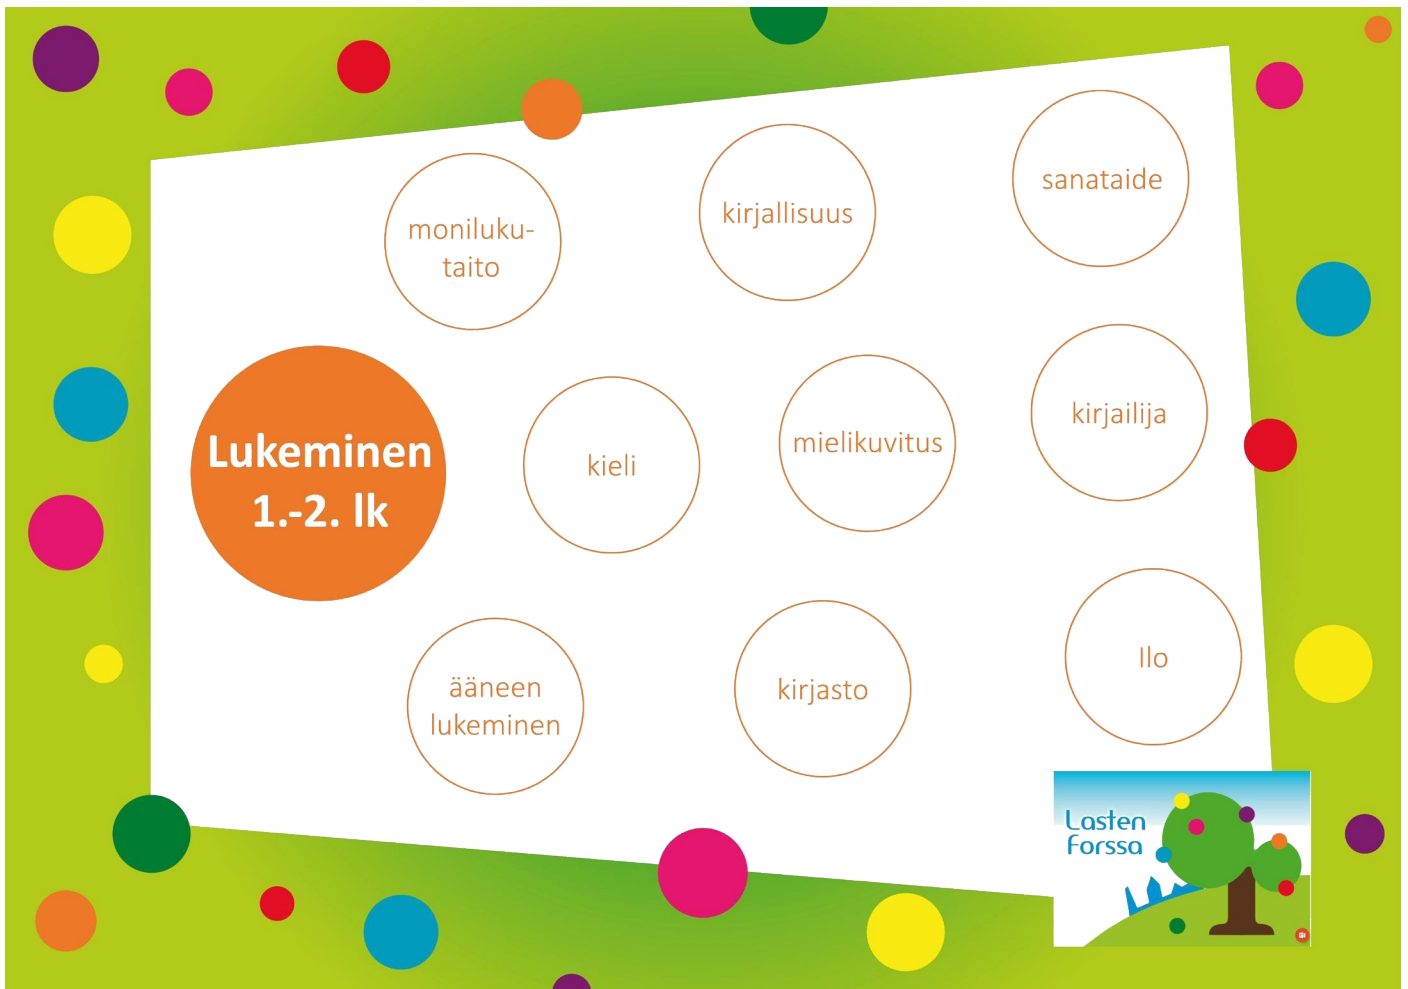 Lukeminen
1.-2. lk
moniluku-
taito
kirjallisuus
sanataide
kieli
mielikuvitus
kirjailija
ääneen
lukeminen
kirjasto
Ilo
Lasten
Forssa